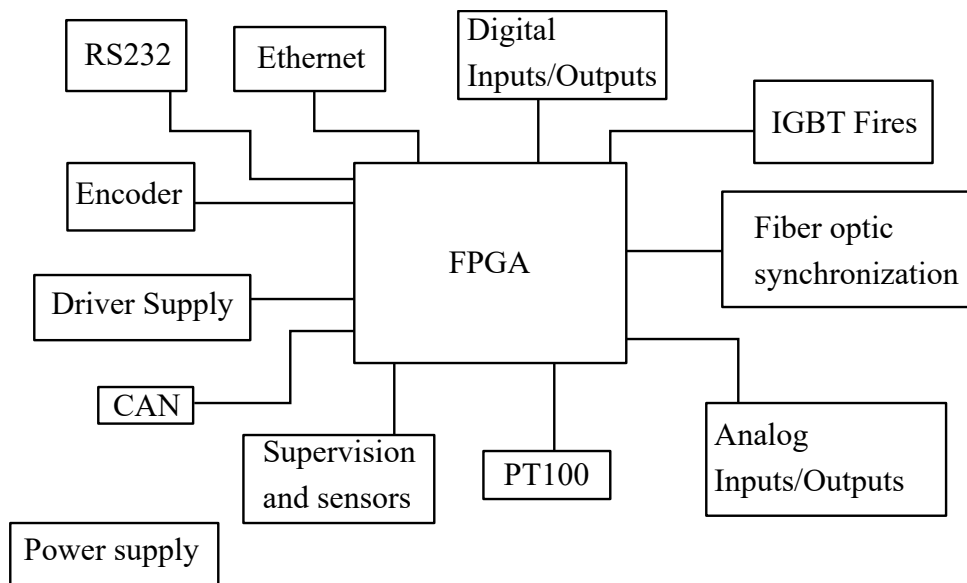 RS232
Ethernet
Digital
Inputs/Outputs
IGBT Fires
Encoder
FPGA
Fiber optic
synchronization
Driver Supply
CAN
Supervision
and sensors
PT100
Analog
Inputs/Outputs
Power supply